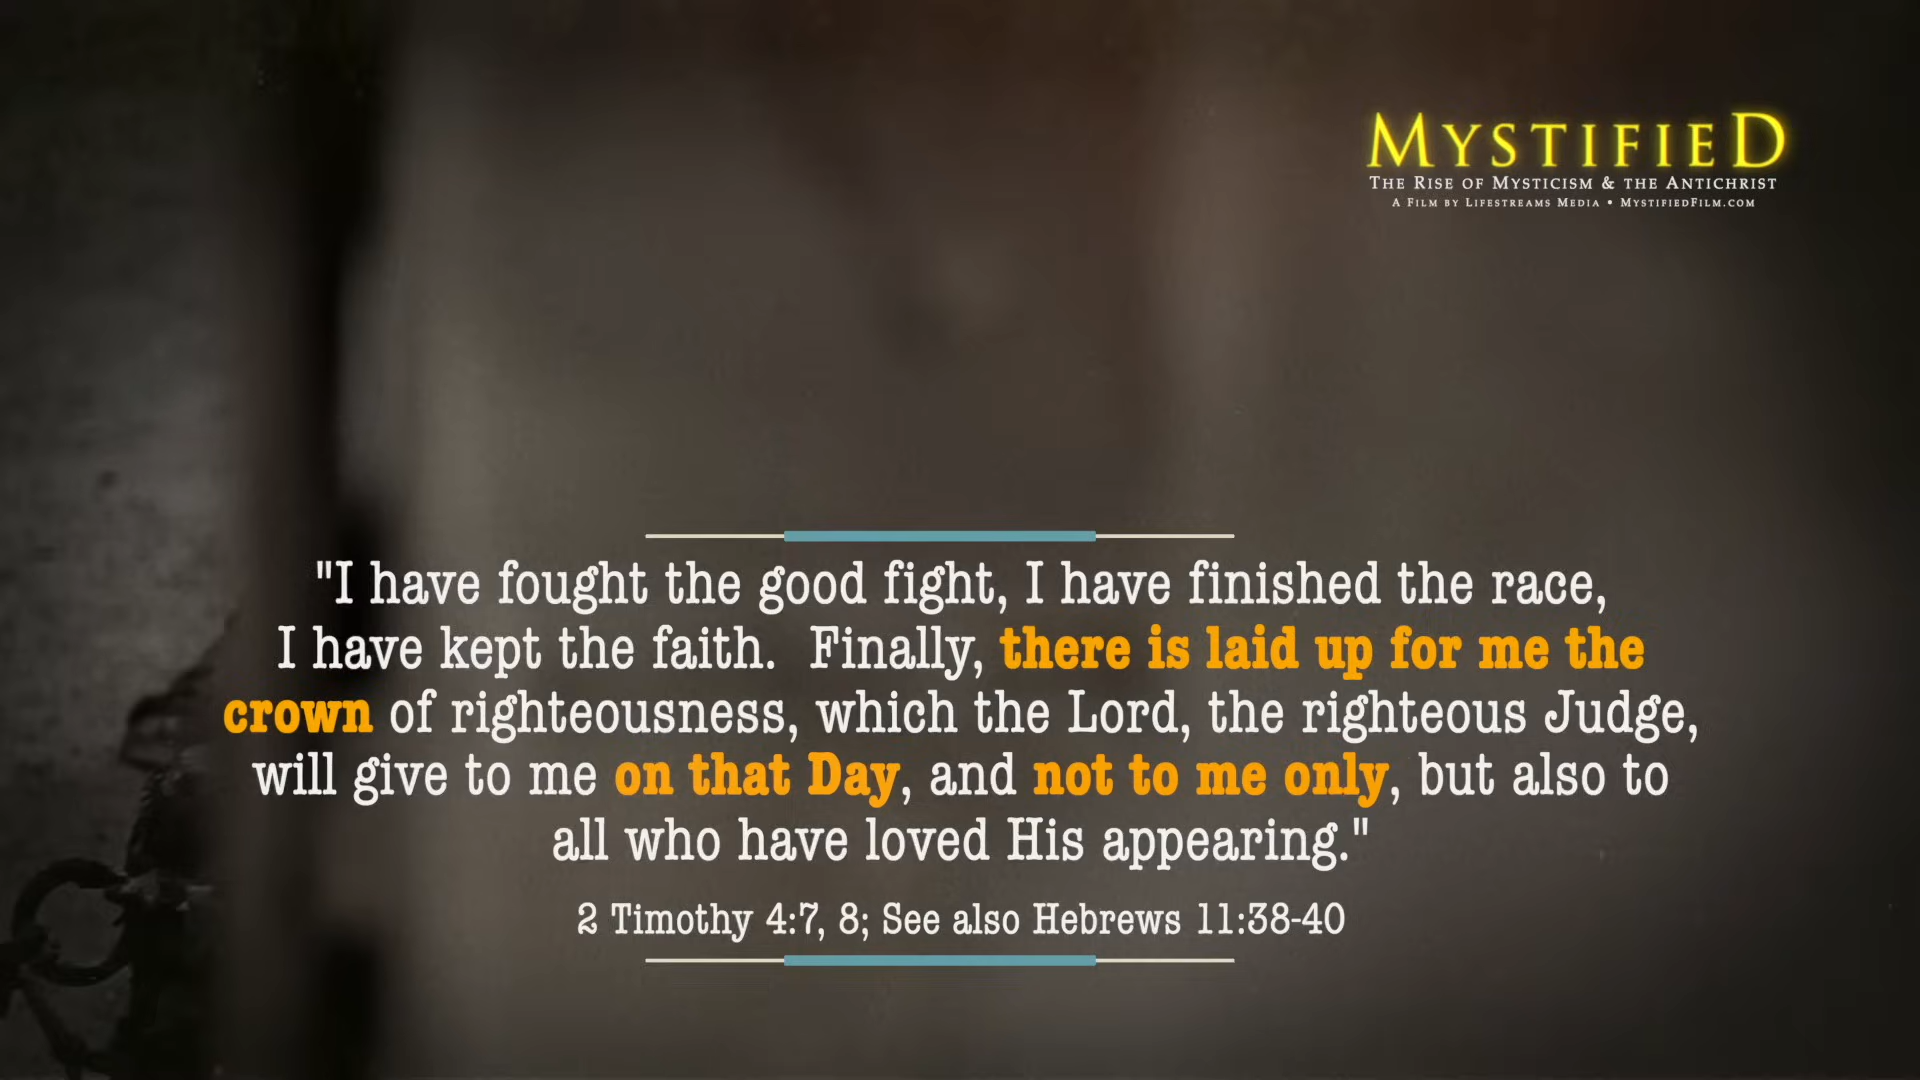 MYSTIFIED
THE RISE OF MYSTICISM & THE ANTICHRIST
A FILM BY LIFESTREAMS MEDIA • MYSTIFIEDFILM.COM
"I have fought the good fight, I have finished the race,
I have kept the faith.  Finally, there is laid up for me the
crown of righteousness, which the Lord, the righteous Judge,
will give to me on that Day, and not to me only, but also to
all who have loved His appearing."
2 Timothy 4:7, 8; See also Hebrews 11:38-40